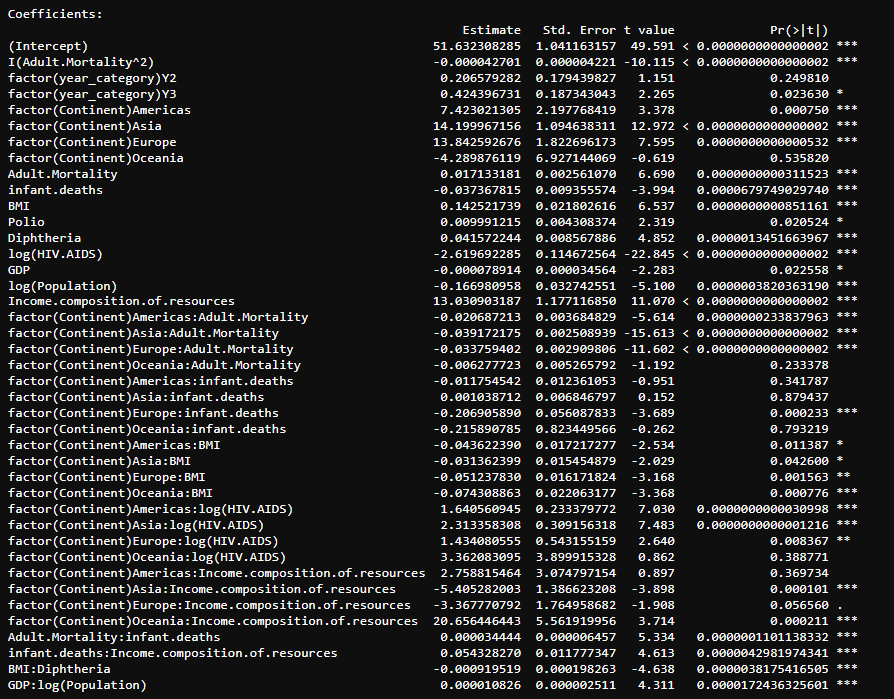 Coefficients:
Estimate Std. Error t value Pr(>|t|)
(Intercept) 51.632308285 1.041163157 49.591 < 0.0000000000000002 ***
I(Adult.Mortality^2) -0.000042701 0.000004221 -10.115 < 0.0000000000000002 ***
factor(year_category)Y2 0.206579282 0.179439827 1.151 0.249810
factor(year_category)Y3 0.424396731 0.187343043 2.265 0.023630 *
factor(Continent)Americas 7.423021305 2.197768419 3.378 0.000750 ***
factor(Continent)Asia 14.199967156 1.094638311 12.972 < 0.0000000000000002 ***
factor(Continent)Europe 13.842592676 1.822696173 7.595 0.0000000000000532 ***
factor(Continent)Oceania -4.289876119 6.927144069 -0.619 0.535820
Adult.Mortality 0.017133181 0.002561070 6.690 0.0000000000311523 ***
infant.deaths -0.037367815 0.009355574 -3.994 0.0000679749029740 ***
BMI 0.142521739 0.021802616 6.537 0.0000000000851161 ***
Polio 0.009991215 0.004308374 2.319 0.020524 *
Diphtheria 0.041572244 0.008567886 4.852 0.0000013451663967 ***
log(HIV.AIDS) -2.619692285 0.114672564 -22.845 < 0.0000000000000002 ***
GDP -0.000078914 0.000034564 -2.283 0.022558 *
log(Population) -0.166980958 0.032742551 -5.100 0.0000003820363190 ***
Income.composition.of.resources 13.030903187 1.177116850 11.070 < 0.0000000000000002 ***
factor(Continent)Americas:Adult.Mortality -0.020687213 0.003684829 -5.614 0.0000000233837963 ***
factor(Continent)Asia:Adult.Mortality -0.039172175 0.002508939 -15.613 < 0.0000000000000002 ***
factor(Continent)Europe:Adult.Mortality -0.033759402 0.002909806 -11.602 < 0.0000000000000002 ***
factor(Continent)Oceania:Adult.Mortality -0.006277723 0.005265792 -1.192 0.233378
factor(Continent)Americas:infant.deaths -0.011754542 0.012361053 -0.951 0.341787
factor(Continent)Asia:infant.deaths 0.001038712 0.006846797 0.152 0.879437
factor(Continent)Europe:infant.deaths -0.206905890 0.056087833 -3.689 0.000233 ***
factor(Continent)Oceania:infant.deaths -0.215890785 0.823449566 -0.262 0.793219
factor(Continent)Americas:BMI -0.043622390 0.017217277 -2.534 0.011387 *
factor(Continent)Asia:BMI -0.031362399 0.015454879 -2.029 0.042600 *
factor(Continent)Europe:BMI -0.051237830 0.016171824 -3.168 0.001563 **
factor(Continent)Oceania:BMI -0.074308863 0.022063177 -3.368 0.000776 ***
factor(Continent)Americas:log(HIV.AIDS) 1.640560945 0.233379772 7.030 0.0000000000030998 ***
factor(Continent)Asia:log(HIV.AIDS) 2.313358308 0.309156318 7.483 0.0000000000001216 ***
factor(Continent)Europe:log(HIV.AIDS) 1.434080555 0.543155159 2.640 0.008367 **
factor(Continent)Oceania:log(HIV.AIDS) 3.362083095 3.899915328 0.862 0.388771
factor(Continent)Americas:Income.composition.of.resources 2.758815464 3.074797154 0.897 0.369734
factor(Continent)Asia:Income.composition.of.resources -5.405282003 1.386623208 -3.898 0.000101 ***
factor(Continent)Europe:Income.composition.of.resources -3.367770792 1.764958682 -1.908 0.056560 .
factor(Continent)Oceania:Income.composition.of.resources 20.656446443 5.561919956 3.714 0.000211 ***
Adult.Mortality:infant.deaths 0.000034444 0.000006457 5.334 0.0000001101138332 ***
infant.deaths:Income.composition.of.resources 0.054328270 0.011777347 4.613 0.0000042981974341 ***
BMI:Diphtheria -0.000919519 0.000198263 -4.638 0.0000038175416505 ***
GDP:log(Population) 0.000010826 0.000002511 4.311 0.0000172436325601 ***